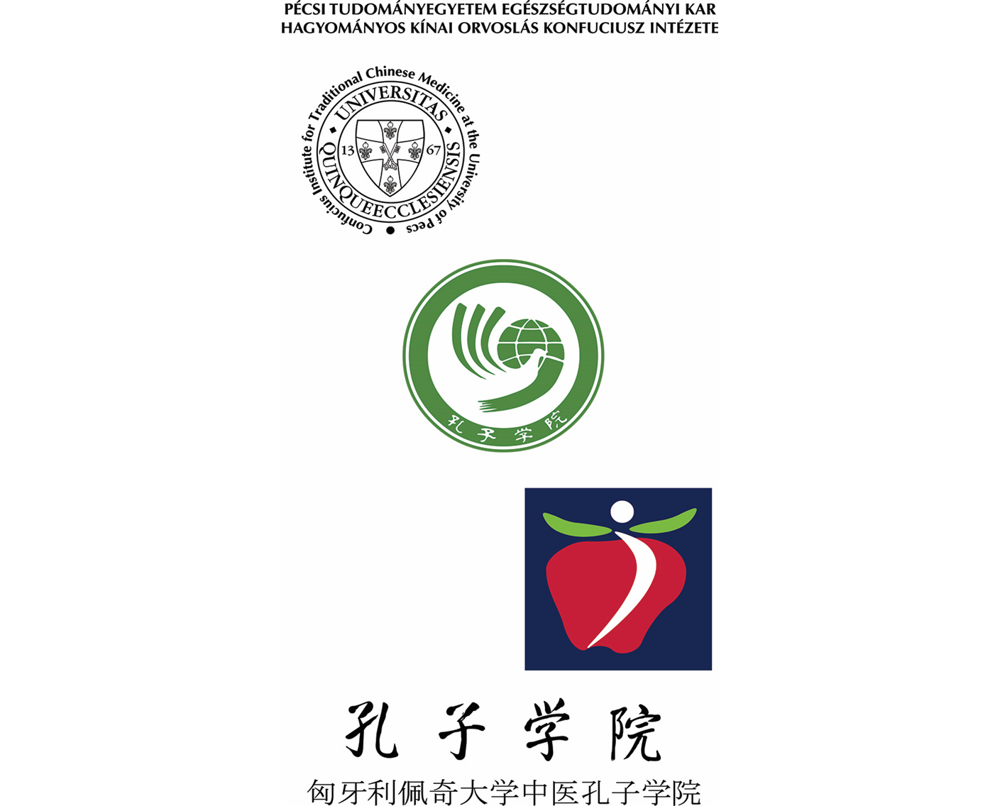 PÉCSI TUDOMÁNYEGYETEM EGÉSZSÉGTUDOMÁNYI KAR
HAGYOMÁNYOS KÍNAI ORVOSLÁS KONFUCIUSZ INTÉZETE
Confucius Institute for Traditional Chinese Medicine at the University of Pecs
UNIVERSITAS
QUINQUEECCLESIENSIS
13 67
孔子学院
孔子学院
匈牙利佩奇大学中医孔子学院